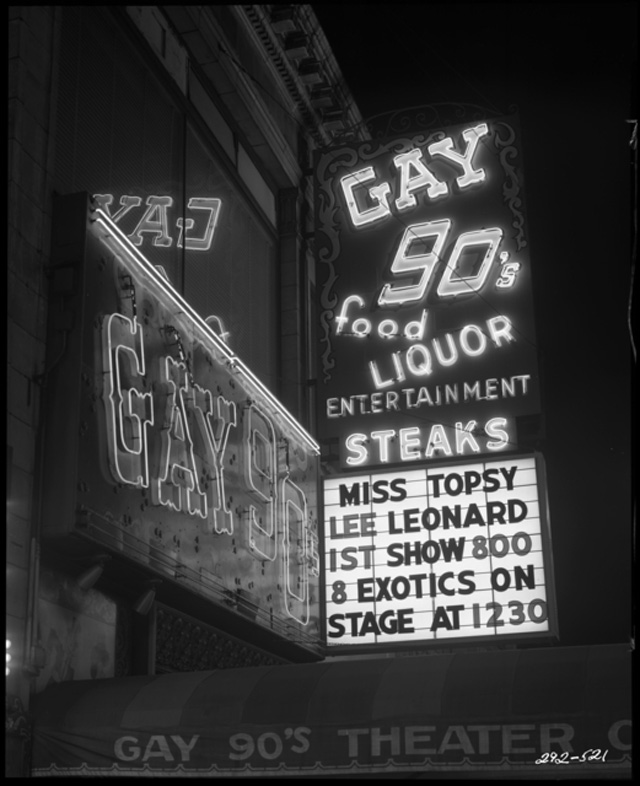 GAY
90's
food
LIQUOR
ENTERTAINMENT
STEAKS
MISS TOPSY
LEE LEONARD
1ST SHOW 800
8 EXOTICS ON
STAGE AT 1230
GAY
GAY 90's
GAY 90'S THEATER
292-521